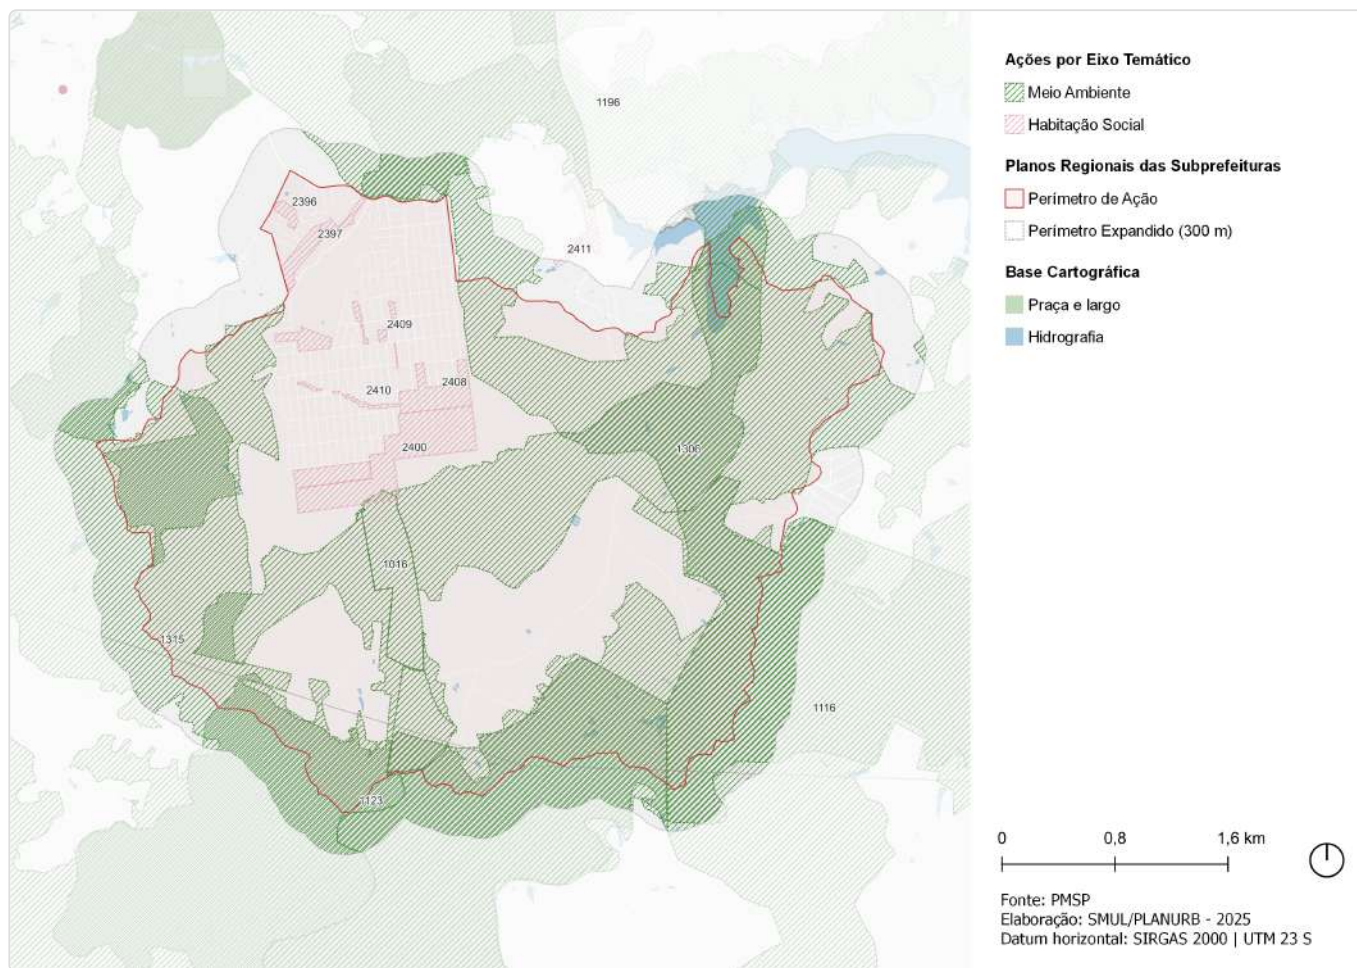 1196
2396
2397
2411
2409
2410
2408
2400
1306
1016
1315
1116
1123
Ações por Eixo Temático
Meio Ambiente
Habitação Social
Planos Regionais das Subprefeituras
Perímetro de Ação
Perímetro Expandido (300 m)
Base Cartográfica
Praça e largo
Hidrografia
0 0,8 1,6 km
Fonte: PMSP
Elaboração: SMUL/PLANURB - 2025
Datum horizontal: SIRGAS 2000 | UTM 23 S